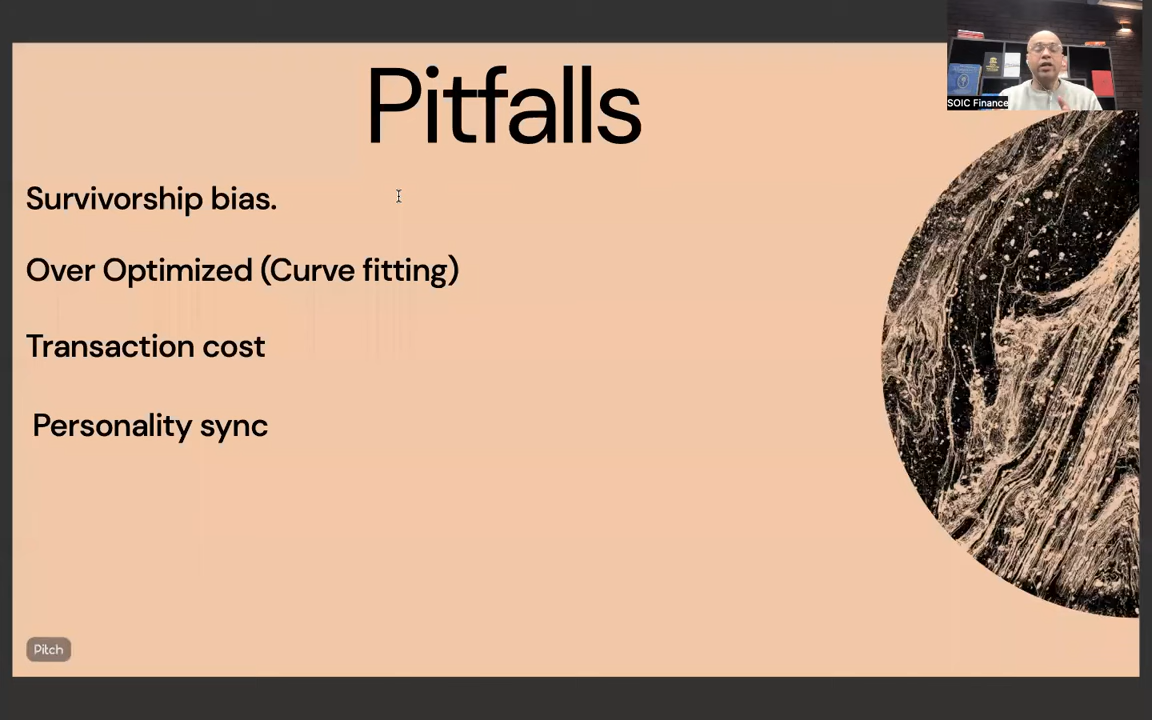 Pitfalls
SOIC Finance
Survivorship bias.
Over Optimized (Curve fitting)
Transaction cost
Personality sync
Pitch